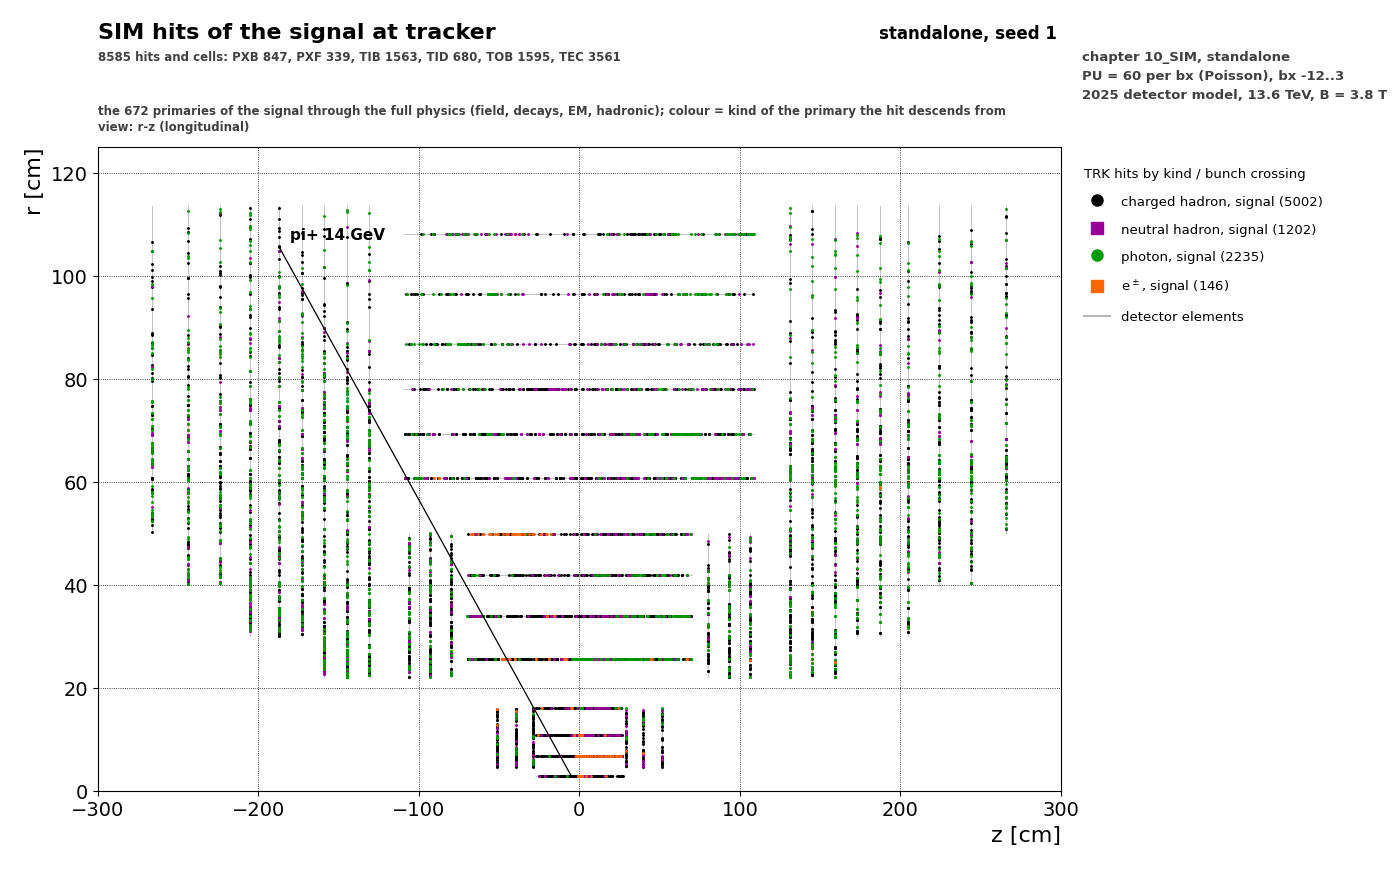 SIM hits of the signal at tracker
standalone, seed 1
8585 hits and cells: PXB 847, PXF 339, TIB 1563, TID 680, TOB 1595, TEC 3561
chapter 10_SIM, standalone
PU = 60 per bx (Poisson), bx -12..3
2025 detector model, 13.6 TeV, B = 3.8 T
the 672 primaries of the signal through the full physics (field, decays, EM, hadronic); colour = kind of the primary the hit descends from
view: r-z (longitudinal)
r [cm]
120
100
80
60
40
20
0
pi+ 14 GeV
−300
−200
−100
0
100
200
300
z [cm]
TRK hits by kind / bunch crossing
charged hadron, signal (5002)
neutral hadron, signal (1202)
photon, signal (2235)
e±, signal (146)
detector elements